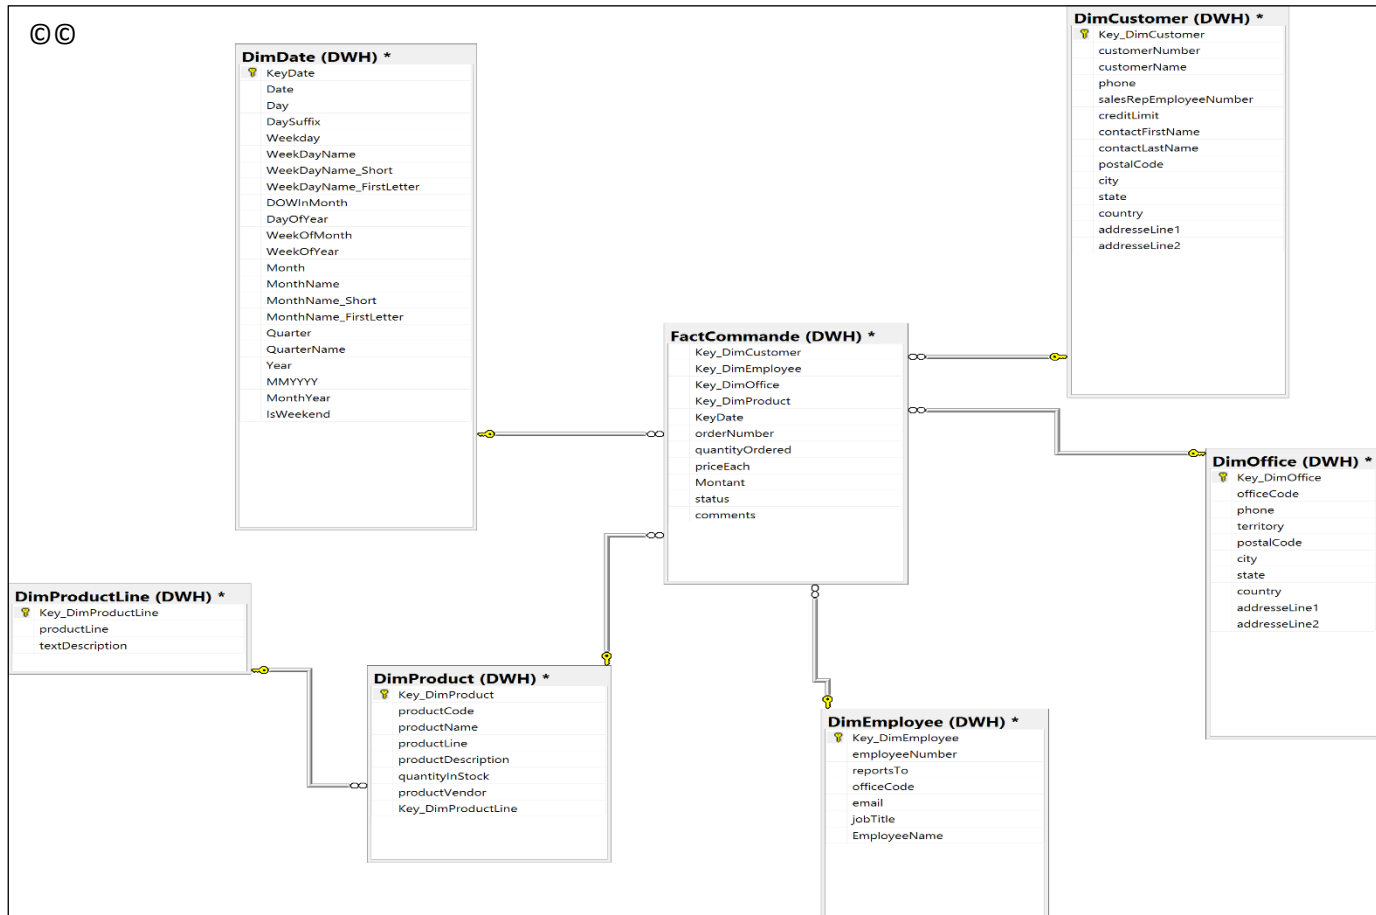 ©©
DimDate (DWH) *
KeyDate
Date
Day
DaySuffix
Weekday
WeekDayName
WeekDayName_Short
WeekDayName_FirstLetter
DOWInMonth
DayOfYear
WeekOfMonth
WeekOfYear
Month
MonthName
MonthName_Short
MonthName_FirstLetter
Quarter
QuarterName
Year
MMYYYY
MonthYear
IsWeekend
DimCustomer (DWH) *
Key_DimCustomer
customerNumber
customerName
phone
salesRepEmployeeNumber
creditLimit
contactFirstName
contactLastName
postalCode
city
state
country
addresseLine1
addresseLine2
FactCommande (DWH) *
Key_DimCustomer
Key_DimEmployee
Key_DimOffice
Key_DimProduct
KeyDate
orderNumber
quantityOrdered
priceEach
Montant
status
comments
DimOffice (DWH) *
Key_DimOffice
officeCode
phone
territory
postalCode
city
state
country
addresseLine1
addresseLine2
DimProductLine (DWH) *
Key_DimProductLine
productLine
textDescription
DimProduct (DWH) *
Key_DimProduct
productCode
productName
productLine
productDescription
quantityInStock
productVendor
Key_DimProductLine
DimEmployee (DWH) *
Key_DimEmployee
employeeNumber
reportsTo
officeCode
email
jobTitle
EmployeeName